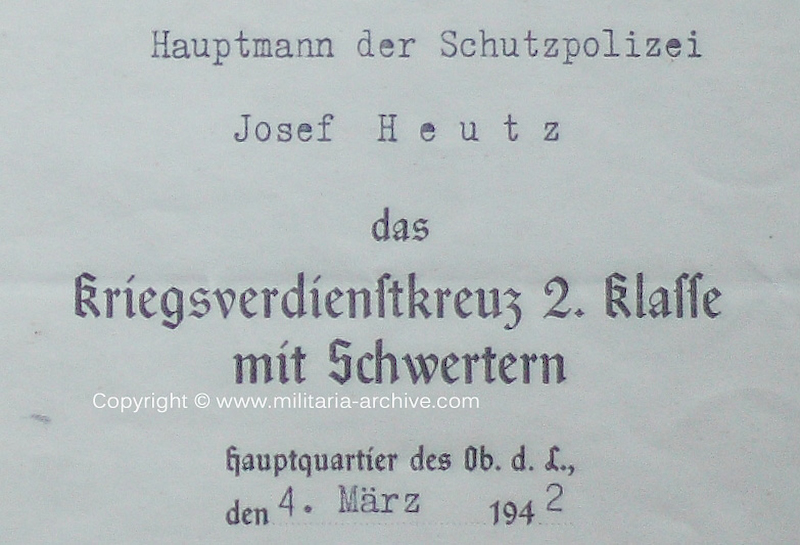 Hauptmann der Schutzpolizei
Josef H e u t z
das
Kriegsverdienſtkreuz 2. Klaſſe
mit Schwertern
Copyright © www.militaria-archive.com
Hauptquartier des Ob. d. L.,
den 4. März 1942